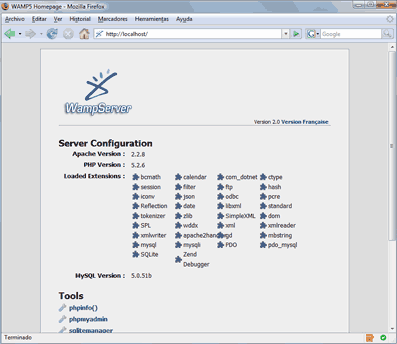 WAMP5 Homepage - Mozilla Firefox
Archivo Editar Ver Historial Marcadores Herramientas Ayuda
http://localhost/ Google
WampServer
Version 2.0 Version Française
Server Configuration
Apache Version : 2.2.8
PHP Version : 5.2.6
Loaded Extensions : bcmath calendar com_dotnet ctype
session filter ftp hash
iconv json odbc pcre
Reflection date libxml standard
tokenizer zlib SimpleXML dom
SPL wddx xml xmlreader
xmlwriter apache2handler gd mbstring
mysql mysqli PDO pdo_mysql
SQLite Zend
Debugger
MySQL Version : 5.0.51b
Tools
phpinfo()
phpmyadmin
sqlitemanager
Terminado